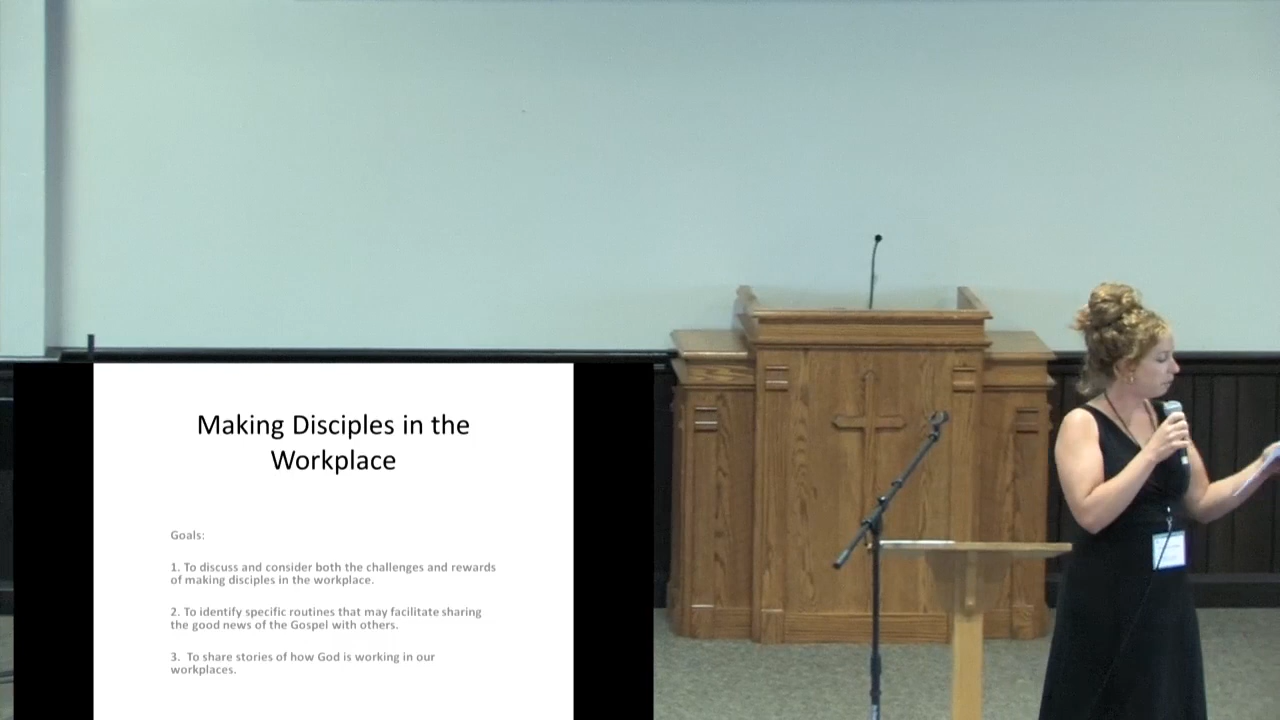 Making Disciples in the
Workplace
Goals:
1. To discuss and consider both the challenges and rewards
of making disciples in the workplace.
2. To identify specific routines that may facilitate sharing
the good news of the Gospel with others.
3. To share stories of how God is working in our
workplaces.